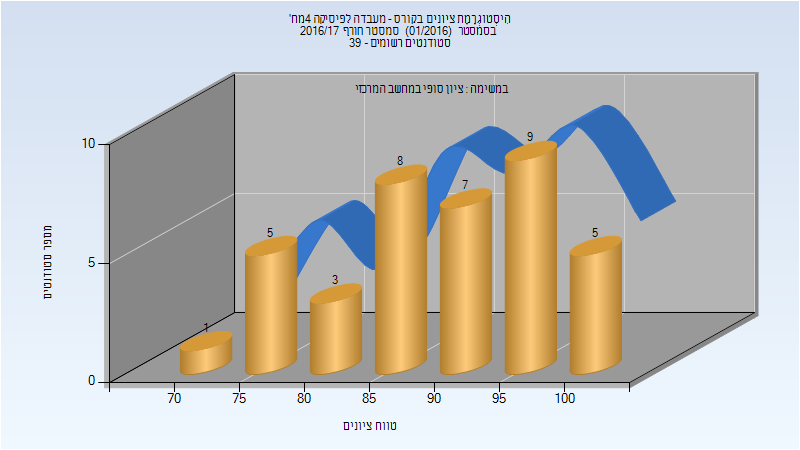 היסטוגרמת ציונים בקורס - מעבדה לפיסיקה 4מח'
בסמסטר (01/2016) סמסטר חורף 2016/17
סטודנטים רשומים - 39
במשימה : ציון סופי במחשב המרכזי
מספר סטודנטים
10
5
0
1
5
3
8
7
9
5
70 75 80 85 90 95 100
טווח ציונים